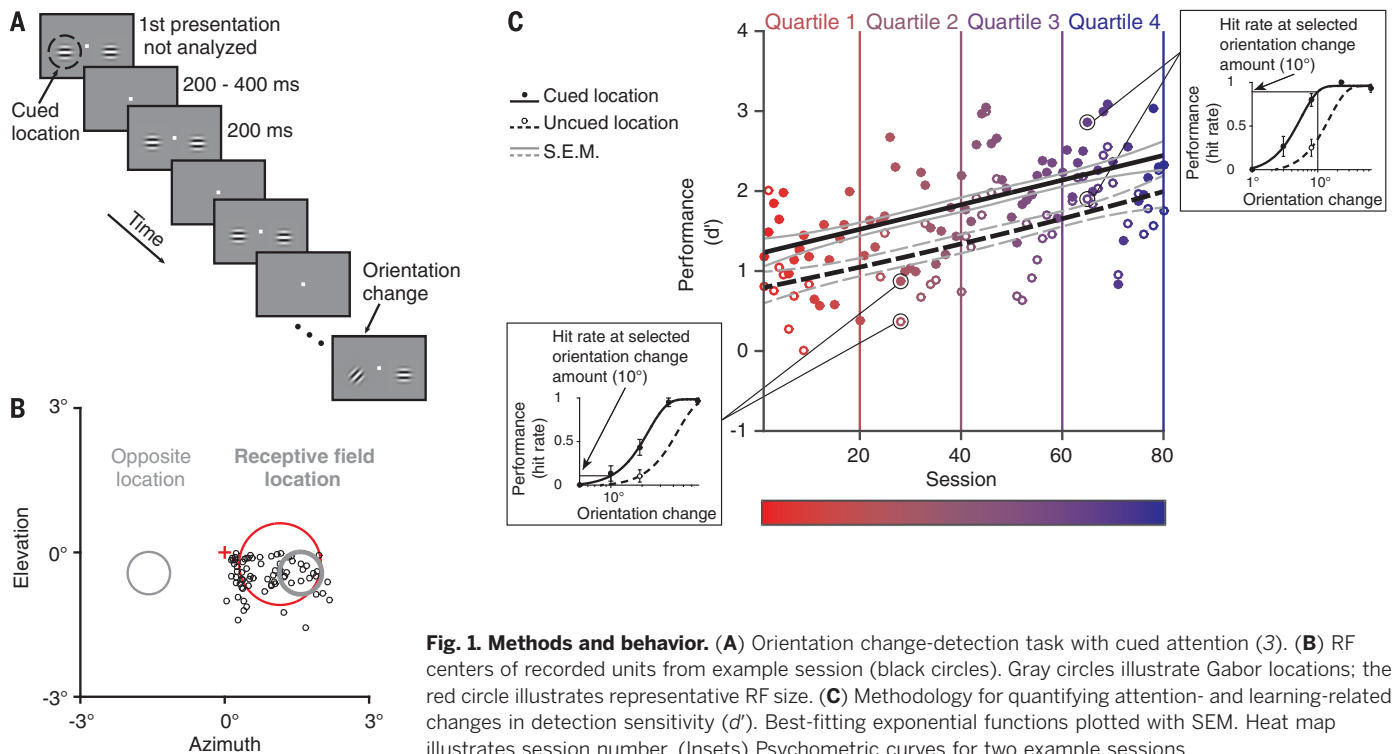 A
1st presentation
not analyzed
200 - 400 ms
Cued
location
200 ms
Time
Orientation
change
B
3°
0°
-3°
Elevation
Opposite
location
Receptive field
location
-3°
0°
3°
Azimuth
C
Cued location
Uncued location
S.E.M.
Quartile 1
Quartile 2
Quartile 3
Quartile 4
4
3
2
1
0
-1
Performance
(d')
20
40
60
80
Session
Hit rate at selected
orientation change
amount (10°)
1
0.5
0
Performance
(hit rate)
10°
Orientation change
Hit rate at selected
orientation change
amount (10°)
1
0.5
0
Performance
(hit rate)
1°
10°
Orientation change
Fig. 1. Methods and behavior. (A) Orientation change-detection task with cued attention (3). (B) RF
centers of recorded units from example session (black circles). Gray circles illustrate Gabor locations; the
red circle illustrates representative RF size. (C) Methodology for quantifying attention- and learning-related
changes in detection sensitivity (d′). Best-fitting exponential functions plotted with SEM. Heat map
illustrates session number. (Insets) Psychometric curves for two example sessions.